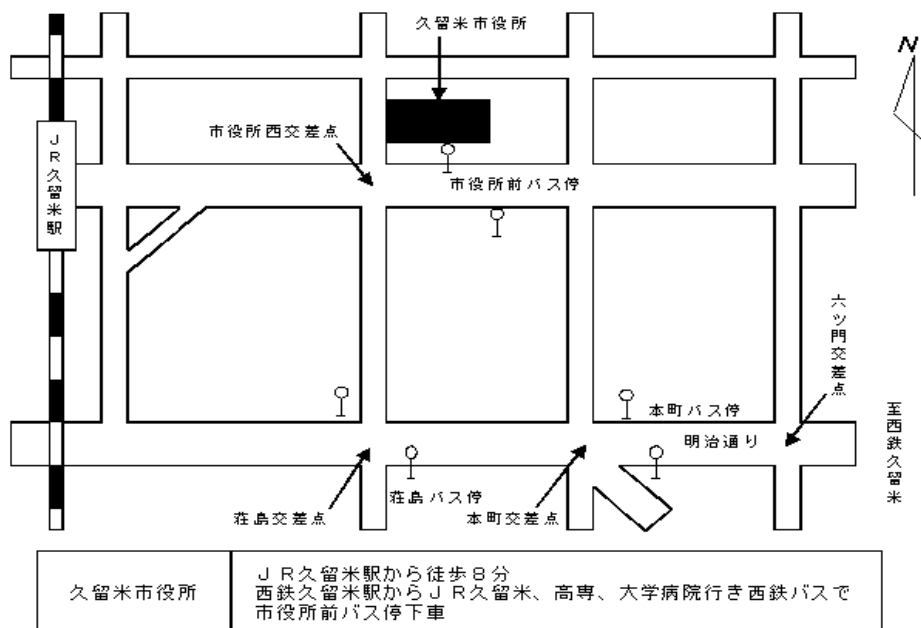 久留米市役所
N
市役所西交差点
JR久留米駅
市役所前バス停
六ツ門交差点
本町バス停
明治通り
至西鉄久留米
荘島バス停
荘島交差点
本町交差点
久留米市役所
JR久留米駅から徒歩8分
西鉄久留米駅からJR久留米、高専、大学病院行き西鉄バスで
市役所前バス停下車